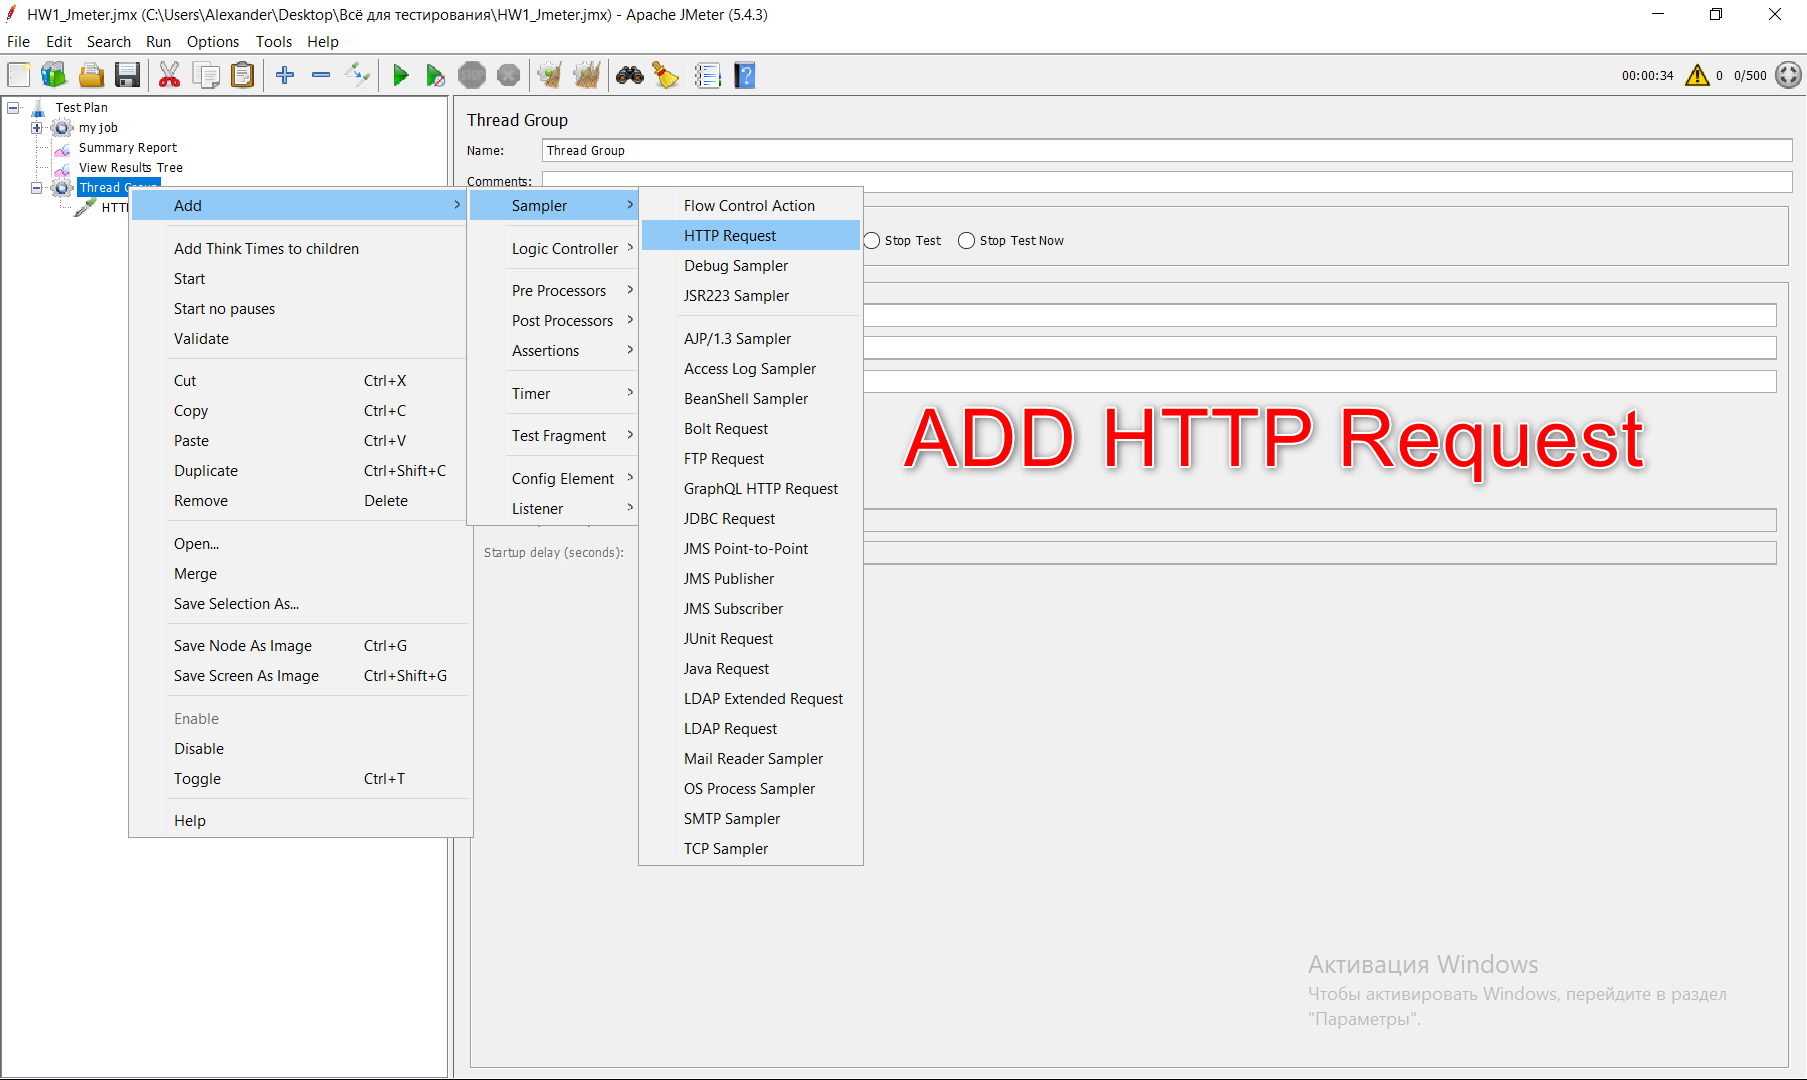 HW1_Jmeter.jmx (C:\Users\Alexander\Desktop\Всё для тестирования\HW1_Jmeter.jmx) - Apache JMeter (5.4.3)
File Edit Search Run Options Tools Help
STOP
00:00:34 0 0/500
Test Plan
my job
Summary Report
View Results Tree
Thread Group
Thread Group
Name: Thread Group
Comments:
Add
Add Think Times to children
Start
Start no pauses
Validate
Cut Ctrl+X
Copy Ctrl+C
Paste Ctrl+V
Duplicate Ctrl+Shift+C
Remove Delete
Open...
Merge
Save Selection As...
Save Node As Image Ctrl+G
Save Screen As Image Ctrl+Shift+G
Enable
Disable
Toggle Ctrl+T
Help
Sampler
Logic Controller
Pre Processors
Post Processors
Assertions
Timer
Test Fragment
Config Element
Listener
Startup delay (seconds):
Flow Control Action
HTTP Request
Debug Sampler
JSR223 Sampler
AJP/1.3 Sampler
Access Log Sampler
BeanShell Sampler
Bolt Request
FTP Request
GraphQL HTTP Request
JDBC Request
JMS Point-to-Point
JMS Publisher
JMS Subscriber
JUnit Request
Java Request
LDAP Extended Request
LDAP Request
Mail Reader Sampler
OS Process Sampler
SMTP Sampler
TCP Sampler
Stop Test Stop Test Now
ADD HTTP Request
Активация Windows
Чтобы активировать Windows, перейдите в раздел
"Параметры".